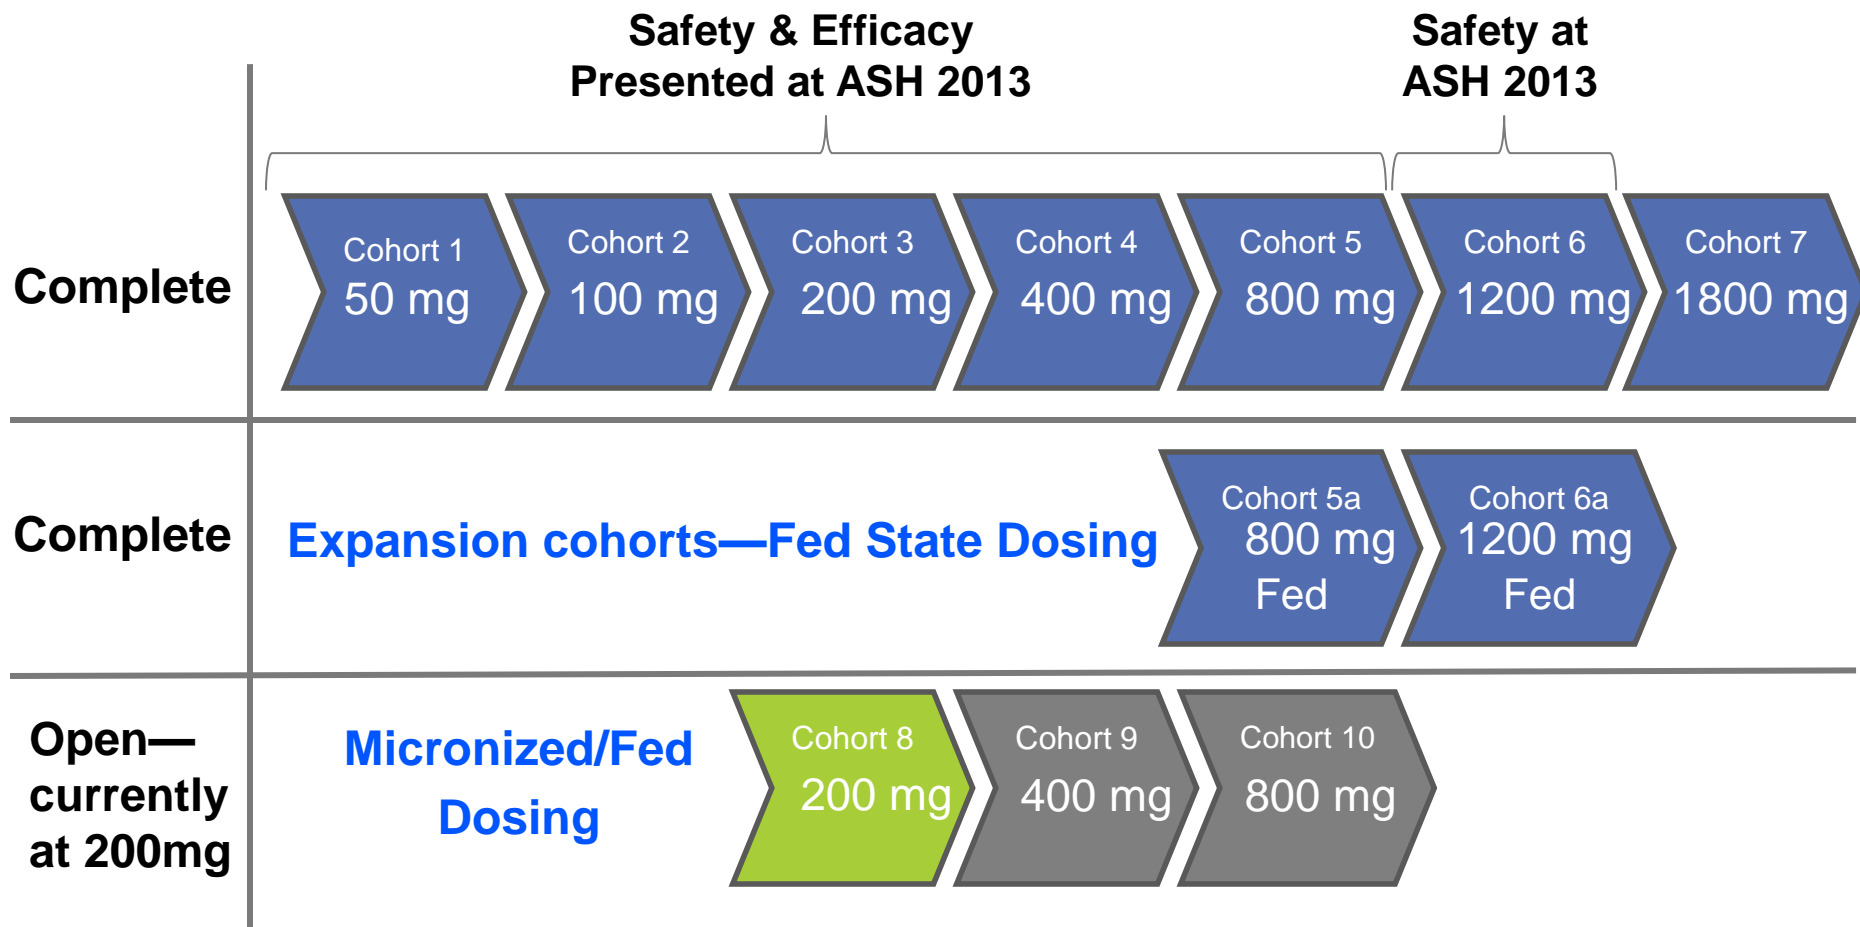 Safety & Efficacy
Presented at ASH 2013
Safety at
ASH 2013
Complete
Cohort 1
50 mg
Cohort 2
100 mg
Cohort 3
200 mg
Cohort 4
400 mg
Cohort 5
800 mg
Cohort 6
1200 mg
Cohort 7
1800 mg
Complete
Expansion cohorts—Fed State Dosing
Cohort 5a
800 mg
Fed
Cohort 6a
1200 mg
Fed
Open—
currently
at 200mg
Micronized/Fed
Dosing
Cohort 8
200 mg
Cohort 9
400 mg
Cohort 10
800 mg